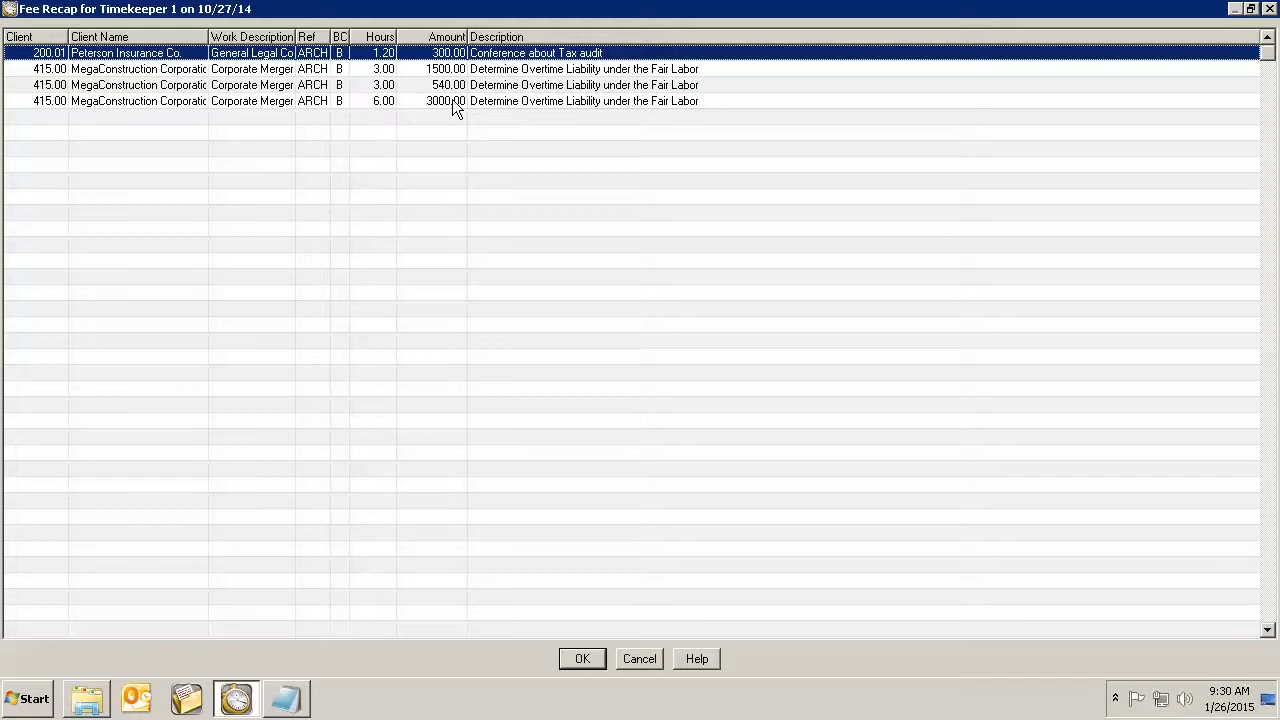 Fee Recap for Timekeeper 1 on 10/27/14
Client Client Name Work Description Ref BC Hours Amount Description
200.01 Peterson Insurance Co. General Legal Co ARCH B 1.20 300.00 Conference about Tax audit
415.00 MegaConstruction Corporatic Corporate Merger ARCH B 3.00 1500.00 Determine Overtime Liability under the Fair Labor
415.00 MegaConstruction Corporatic Corporate Merger ARCH B 3.00 540.00 Determine Overtime Liability under the Fair Labor
415.00 MegaConstruction Corporatic Corporate Merger ARCH B 6.00 3000.00 Determine Overtime Liability under the Fair Labor
OK Cancel Help
Start
9:30 AM
1/26/2015